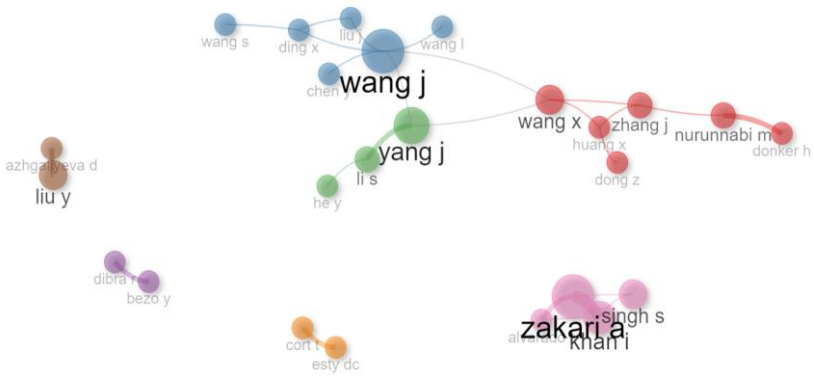 wang s
ding x
liu j
wang l
chen y
wang j
wang x
zhang j
huang x
nurunnabi m
donker h
dong z
yang j
li s
he y
azhgaliyeva d
liu y
dibra r
bezo y
cort t
esty dc
singh s
zakari a
khan i